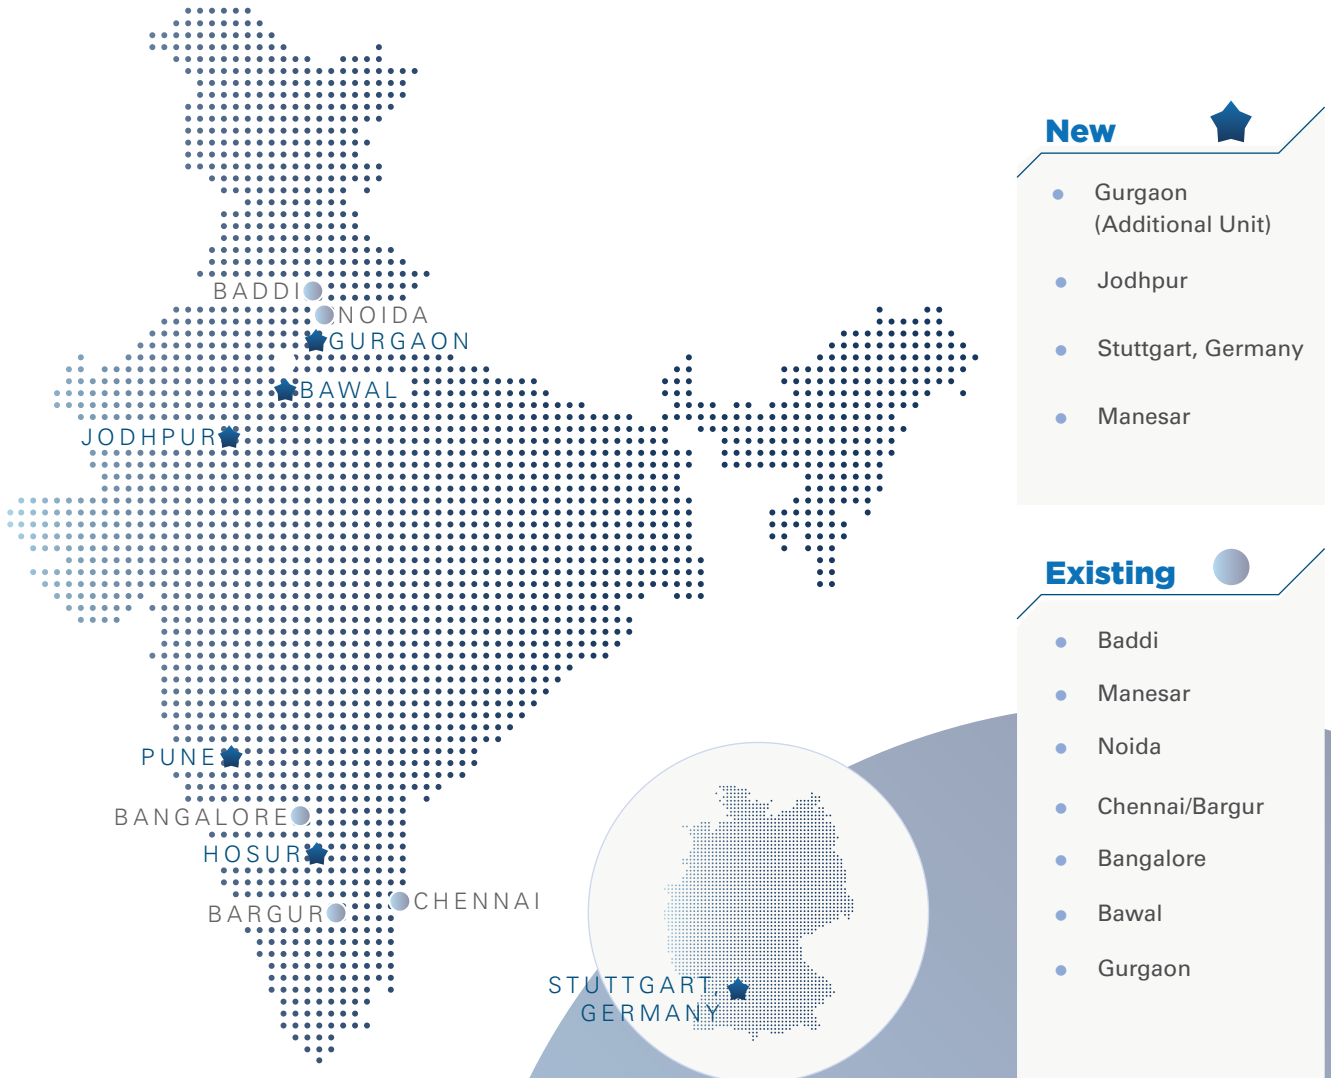 BADDI
NOIDA
GURGAON
BAWAL
JODHPUR
PUNE
BANGALORE
HOSUR
CHENNAI
BARGUR
STUTTGART,
GERMANY
New
Gurgaon
(Additional Unit)
Jodhpur
Stuttgart, Germany
Manesar
Existing
Baddi
Manesar
Noida
Chennai/Bargur
Bangalore
Bawal
Gurgaon